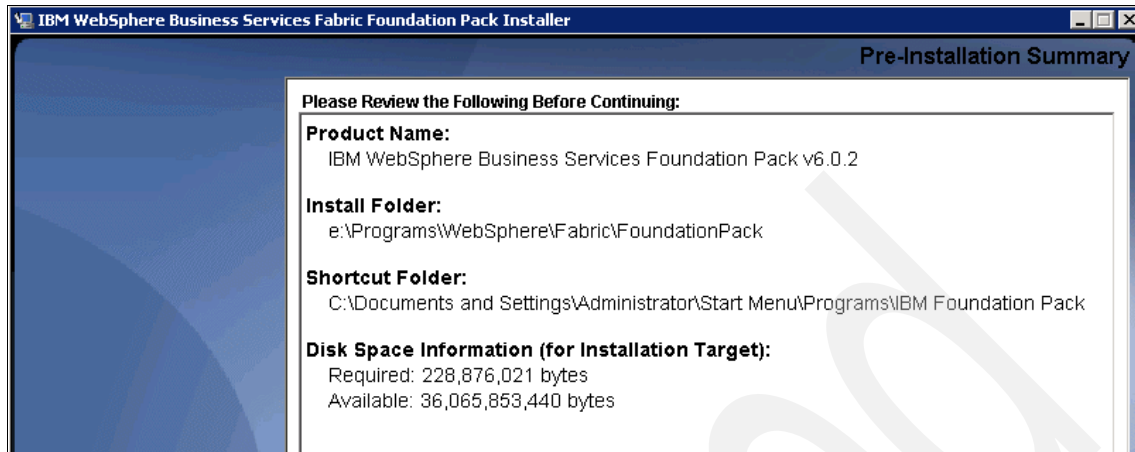 IBM WebSphere Business Services Fabric Foundation Pack Installer
Pre-Installation Summary
Please Review the Following Before Continuing:
Product Name:
IBM WebSphere Business Services Foundation Pack v6.0.2
Install Folder:
e:\Programs\WebSphere\Fabric\FoundationPack
Shortcut Folder:
C:\Documents and Settings\Administrator\Start Menu\Programs\IBM Foundation Pack
Disk Space Information (for Installation Target):
Required: 228,876,021 bytes
Available: 36,065,853,440 bytes